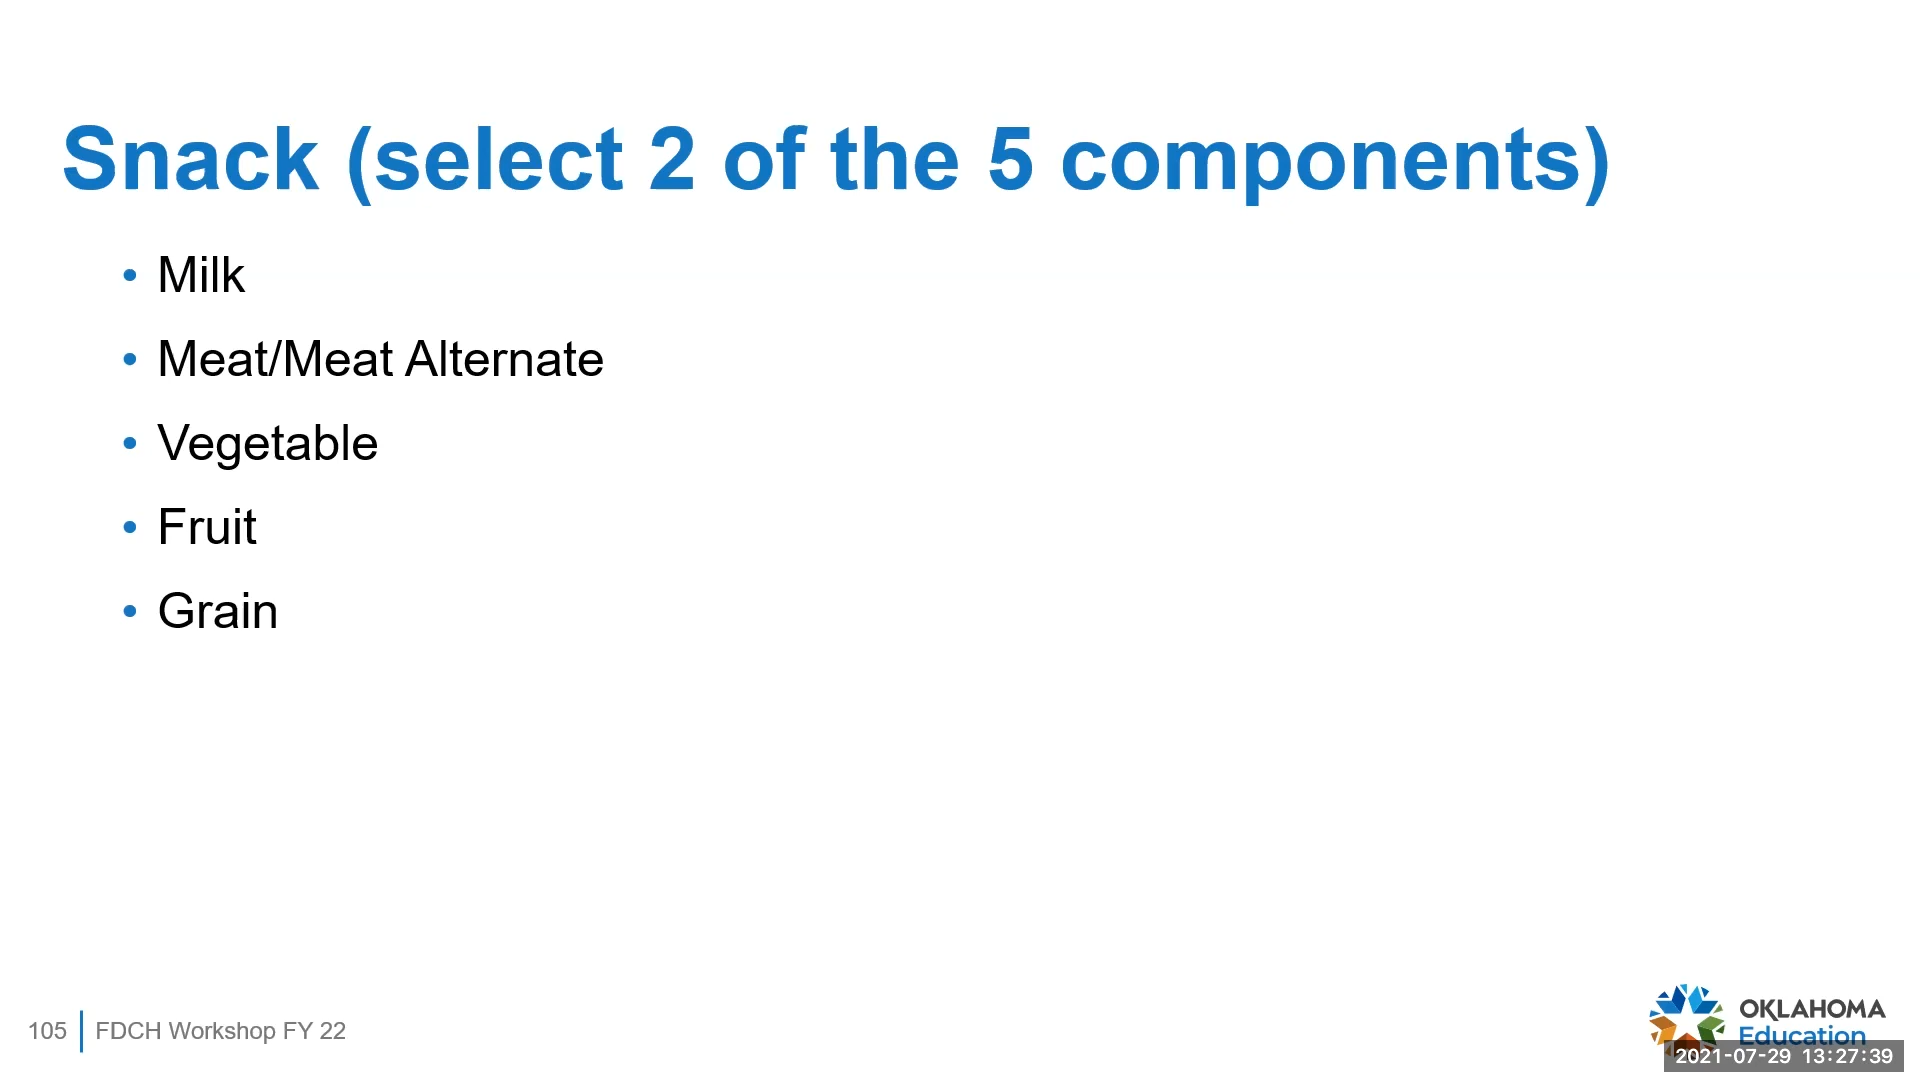 Snack (select 2 of the 5 components)
• Milk
• Meat/Meat Alternate
• Vegetable
• Fruit
• Grain
105 FDCH Workshop FY 22
OKLAHOMA
Education
2021-07-29 13:27:39